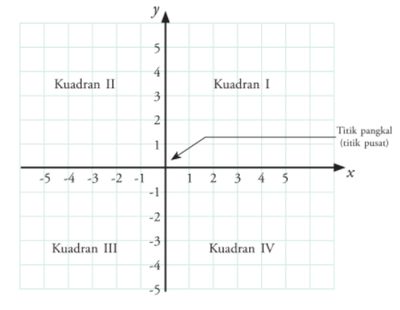 y
5
4
Kuadran II Kuadran I
3
2
Titik pangkal
(titik pusat)
1
x
-5 -4 -3 -2 -1 1 2 3 4 5
-1
-2
-3
Kuadran III Kuadran IV
-4
-5